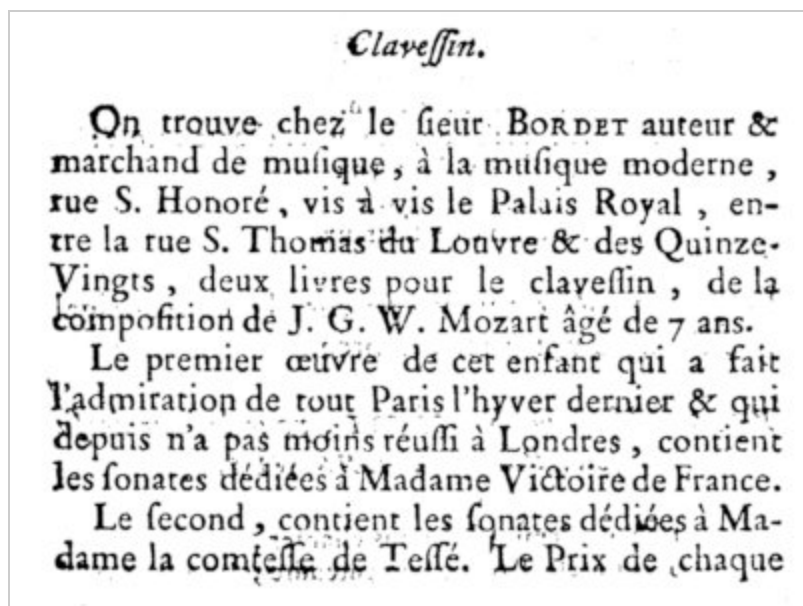 Claveſſin.
On trouve chez le ſieur BORDET auteur &
marchand de muſique, à la muſique moderne,
rue S. Honoré, vis à vis le Palais Royal, en-
tre la rue S. Thomas du Louvre & des Quinze-
Vingts, deux livres pour le claveſſin, de la
compoſition de J. G. W. Mozart âgé de 7 ans.
Le premier œuvre de cet enfant qui a fait
l'admiration de tout Paris l'hyver dernier & qui
depuis n'a pas moins réuſſi à Londres, contient
les ſonates dédiées à Madame Victoire de France.
Le ſecond, contient les ſonates dédiées à Ma-
dame la comteſſe de Teſſé. Le Prix de chaque